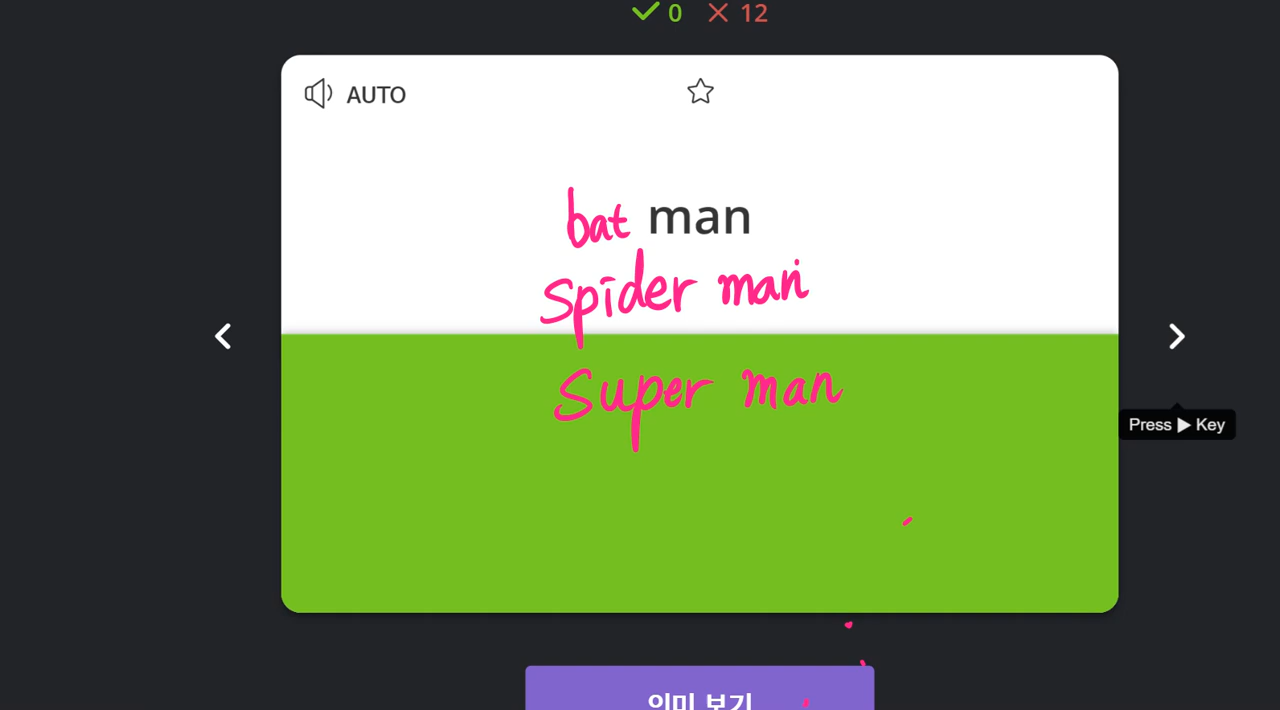 0 12
AUTO
bat man
spider man
Super man
Press ▶ Key
의미 보기